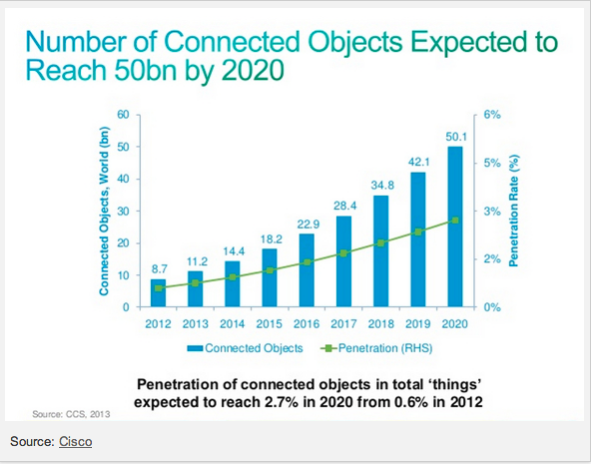 Number of Connected Objects Expected to
Reach 50bn by 2020
Connected Objects, World (bn)
60
50
40
30
20
10
0
8.7
11.2
14.4
18.2
22.9
28.4
34.8
42.1
50.1
6%
5%
3%
2%
0%
Penetration Rate (%)
2012 2013 2014 2015 2016 2017 2018 2019 2020
Connected Objects Penetration (RHS)
Penetration of connected objects in total ‘things’
expected to reach 2.7% in 2020 from 0.6% in 2012
Source: CCS, 2013
Source: Cisco